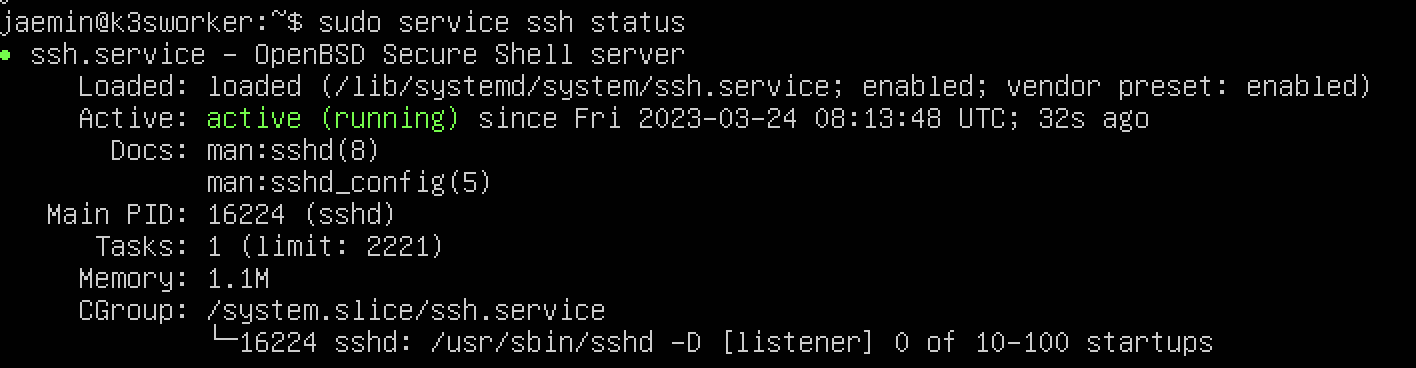 jaemin@k3sworker:~$ sudo service ssh status
● ssh.service - OpenBSD Secure Shell server
     Loaded: loaded (/lib/systemd/system/ssh.service; enabled; vendor preset: enabled)
     Active: active (running) since Fri 2023-03-24 08:13:48 UTC; 32s ago
       Docs: man:sshd(8)
             man:sshd_config(5)
   Main PID: 16224 (sshd)
      Tasks: 1 (limit: 2221)
     Memory: 1.1M
     CGroup: /system.slice/ssh.service
             └─16224 sshd: /usr/sbin/sshd -D [listener] 0 of 10-100 startups